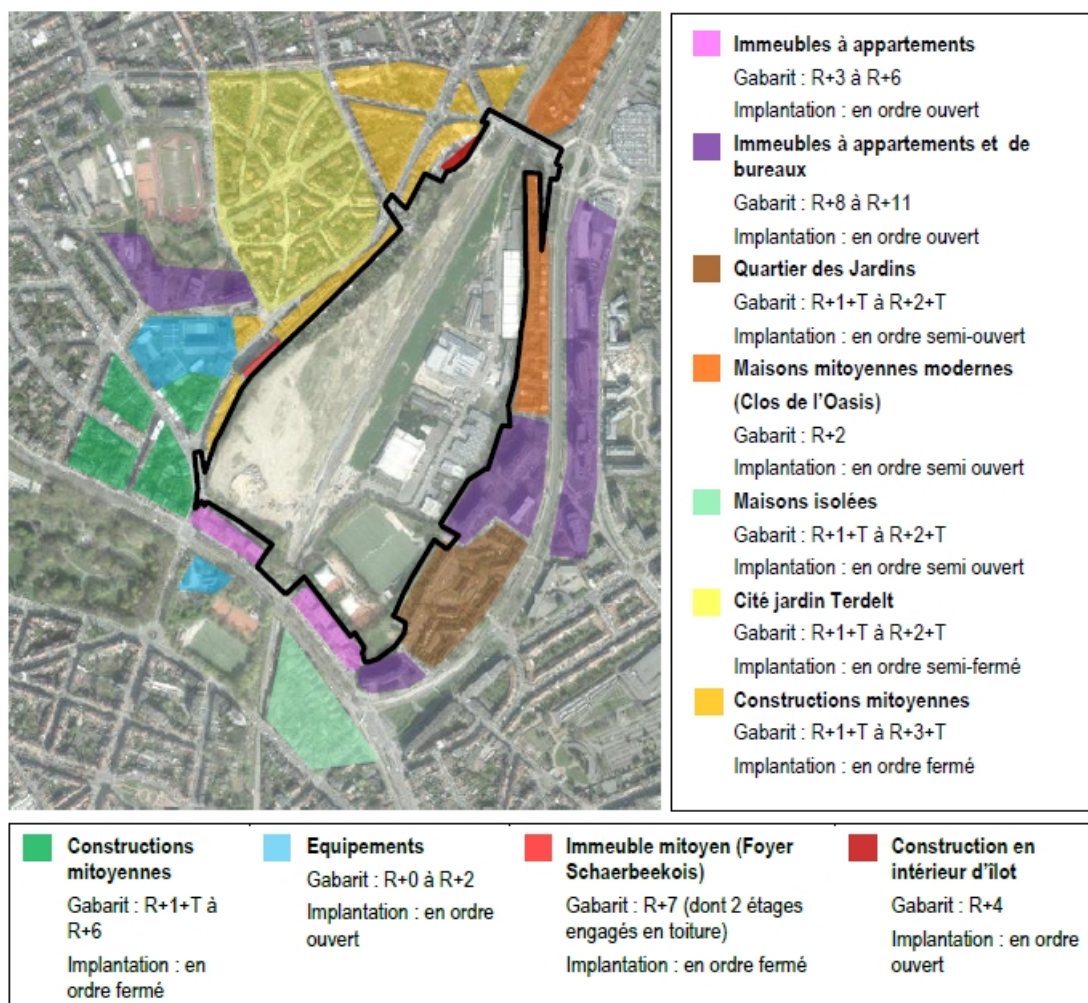 Immeubles à appartements
Gabarit : R+3 à R+6
Implantation : en ordre ouvert
Immeubles à appartements et de
bureaux
Gabarit : R+8 à R+11
Implantation : en ordre ouvert
Quartier des Jardins
Gabarit : R+1+T à R+2+T
Implantation : en ordre semi-ouvert
Maisons mitoyennes modernes
(Clos de l'Oasis)
Gabarit : R+2
Implantation : en ordre semi ouvert
Maisons isolées
Gabarit : R+1+T à R+2+T
Implantation : en ordre semi ouvert
Cité jardin Terdelt
Gabarit : R+1+T à R+2+T
Implantation : en ordre semi-fermé
Constructions mitoyennes
Gabarit : R+1+T à R+3+T
Implantation : en ordre fermé
Constructions
mitoyennes
Gabarit : R+1+T à
R+6
Implantation : en
ordre fermé
Equipements
Gabarit : R+0 à R+2
Implantation : en ordre
ouvert
Immeuble mitoyen (Foyer
Schaerbeekois)
Gabarit : R+7 (dont 2 étages
engagés en toiture)
Implantation : en ordre fermé
Construction en
intérieur d'îlot
Gabarit : R+4
Implantation : en ordre
ouvert